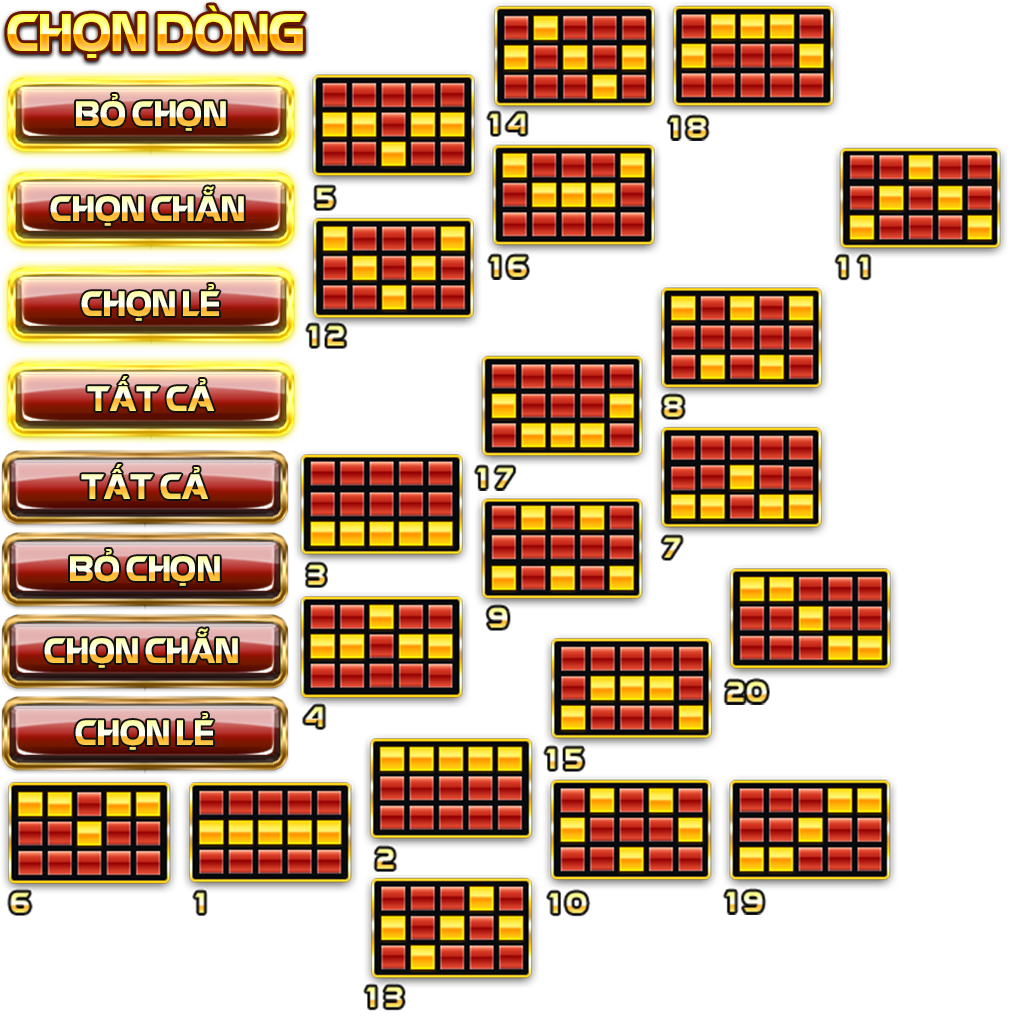 CHỌN DÒNG
BỎ CHỌN
CHỌN CHẴN
CHỌN LẺ
TẤT CẢ
TẤT CẢ
BỎ CHỌN
CHỌN CHẴN
CHỌN LẺ
14
18
5
16
11
12
8
17
7
3
9
20
4
15
2
6
1
10
19
13